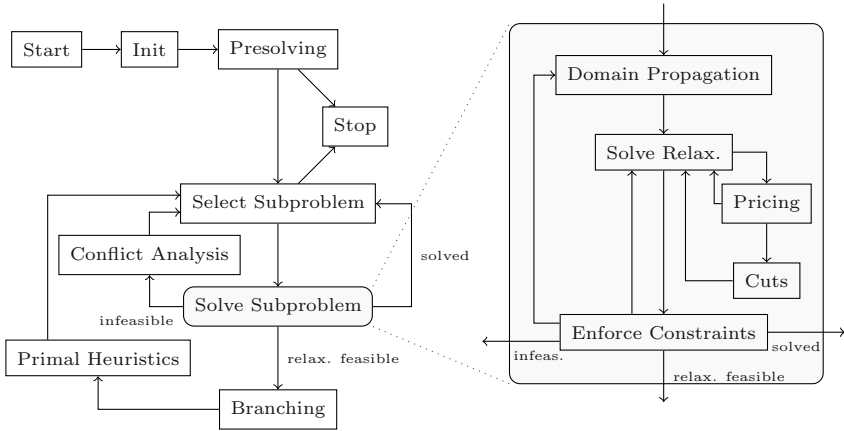 Start
Init
Presolving
Stop
Select Subproblem
Conflict Analysis
solved
Solve Subproblem
infeasible
Primal Heuristics
relax. feasible
Branching
Domain Propagation
Solve Relax.
Pricing
Cuts
Enforce Constraints
infeas.
solved
relax. feasible